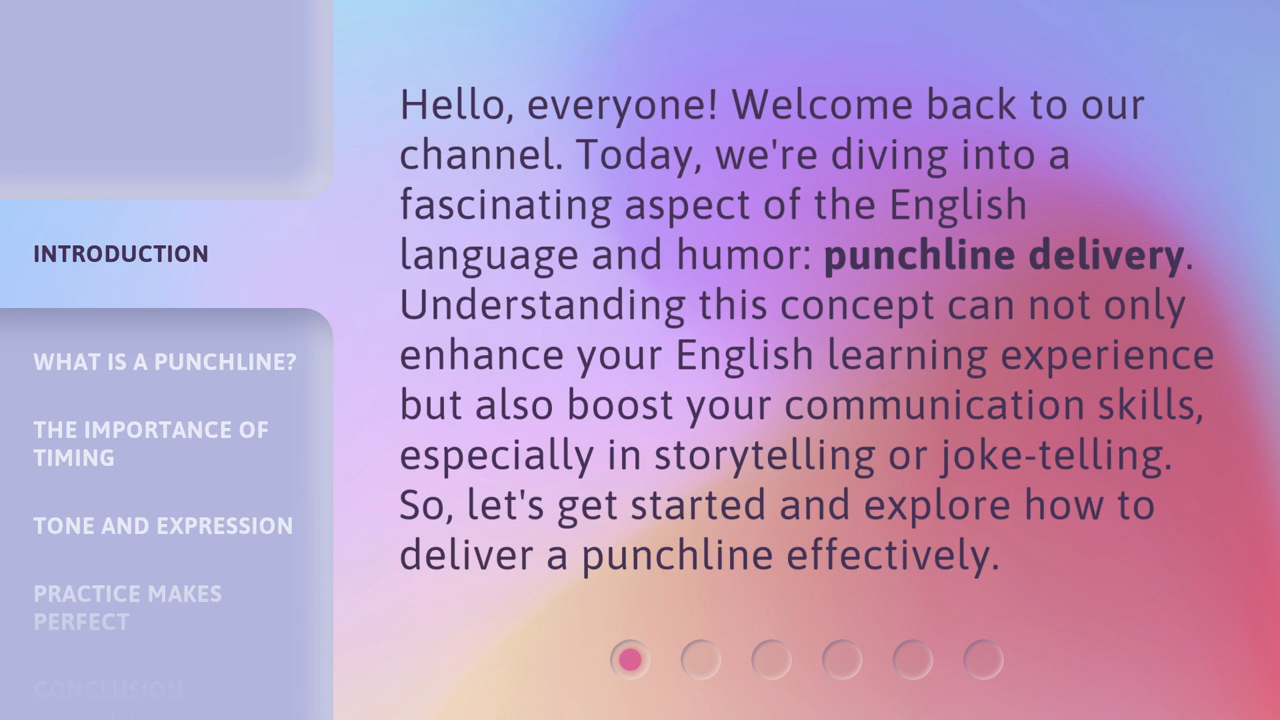 INTRODUCTION
WHAT IS A PUNCHLINE?
THE IMPORTANCE OF
TIMING
TONE AND EXPRESSION
PRACTICE MAKES
PERFECT
CONCLUSION
Hello, everyone! Welcome back to our
channel. Today, we're diving into a
fascinating aspect of the English
language and humor: punchline delivery.
Understanding this concept can not only
enhance your English learning experience
but also boost your communication skills,
especially in storytelling or joke-telling.
So, let's get started and explore how to
deliver a punchline effectively.